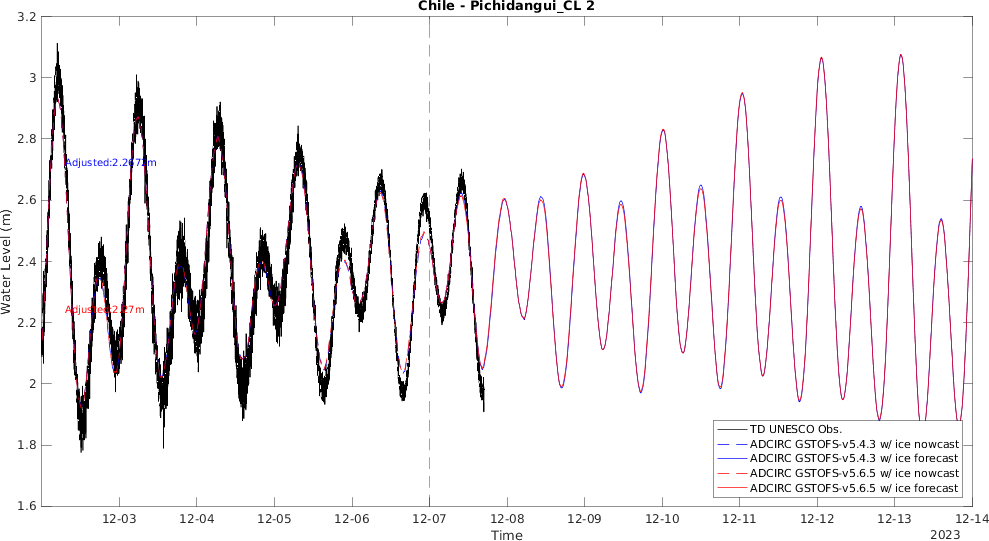 Chile - Pichidangui_CL 2
Water Level (m)
3.2
3
2.8
2.6
2.4
2.2
2
1.8
1.6
Adjusted:2.2672m
Adjusted:2.27m
TD UNESCO Obs.
ADCIRC GSTOFS-v5.4.3 w/ ice nowcast
ADCIRC GSTOFS-v5.4.3 w/ ice forecast
ADCIRC GSTOFS-v5.6.5 w/ ice nowcast
ADCIRC GSTOFS-v5.6.5 w/ ice forecast
12-03 12-04 12-05 12-06 12-07 12-08 12-09 12-10 12-11 12-12 12-13 12-14
Time
2023